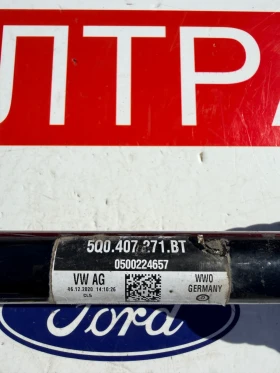 ЛТРА
5Q0.407.271.BT
0500224657
VW AG
WWO
GERMANY
Ford